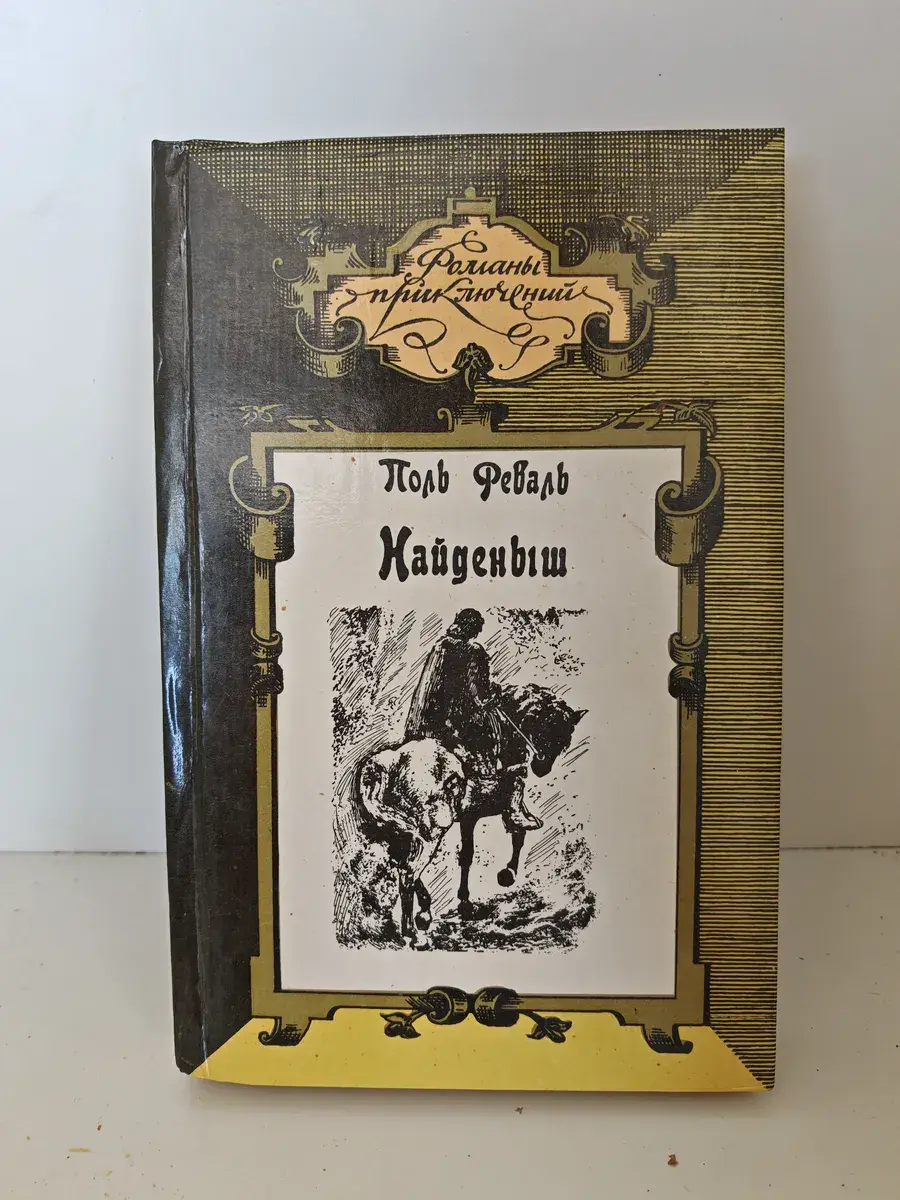 Романы
приключений
Поль Феваль
Найденыш